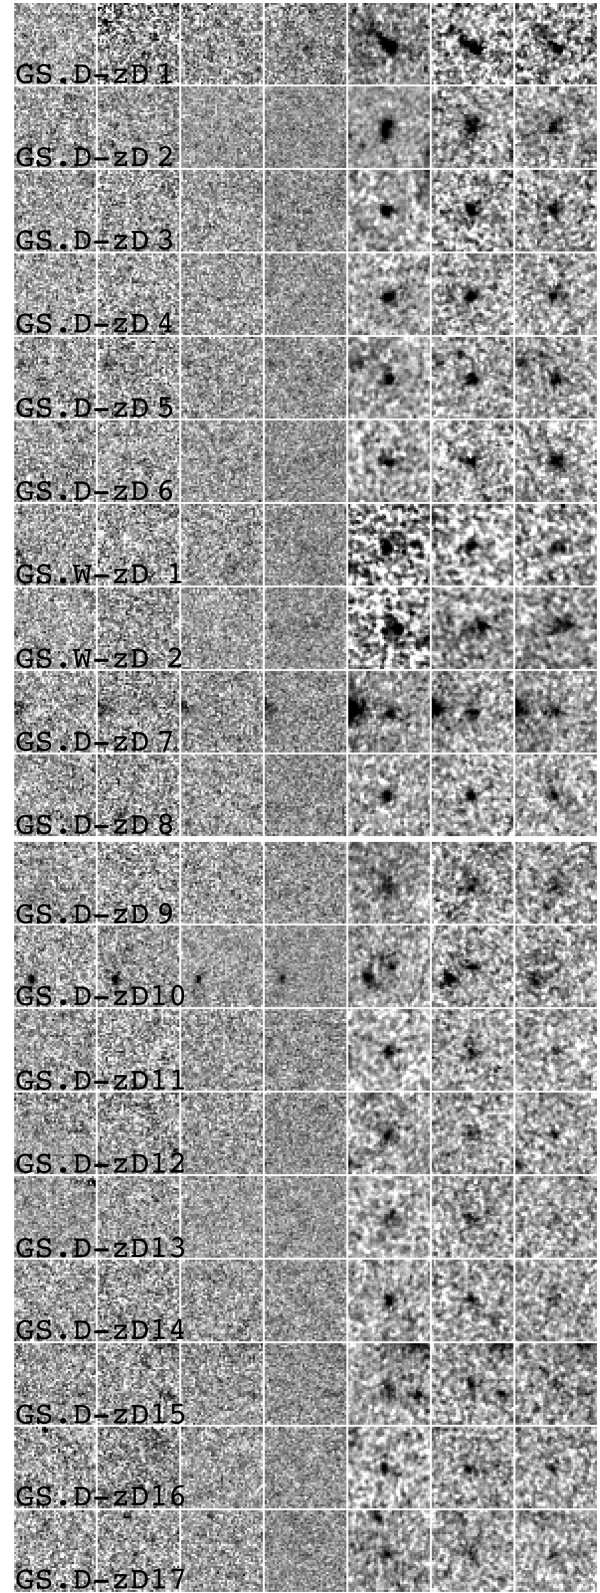 GS.D-zD 1
GS.D-zD 2
GS.D-zD 3
GS.D-zD 4
GS.D-zD 5
GS.D-zD 6
GS.W-zD 1
GS.W-zD 2
GS.D-zD 7
GS.D-zD 8
GS.D-zD 9
GS.D-zD10
GS.D-zD11
GS.D-zD12
GS.D-zD13
GS.D-zD14
GS.D-zD15
GS.D-zD16
GS.D-zD17